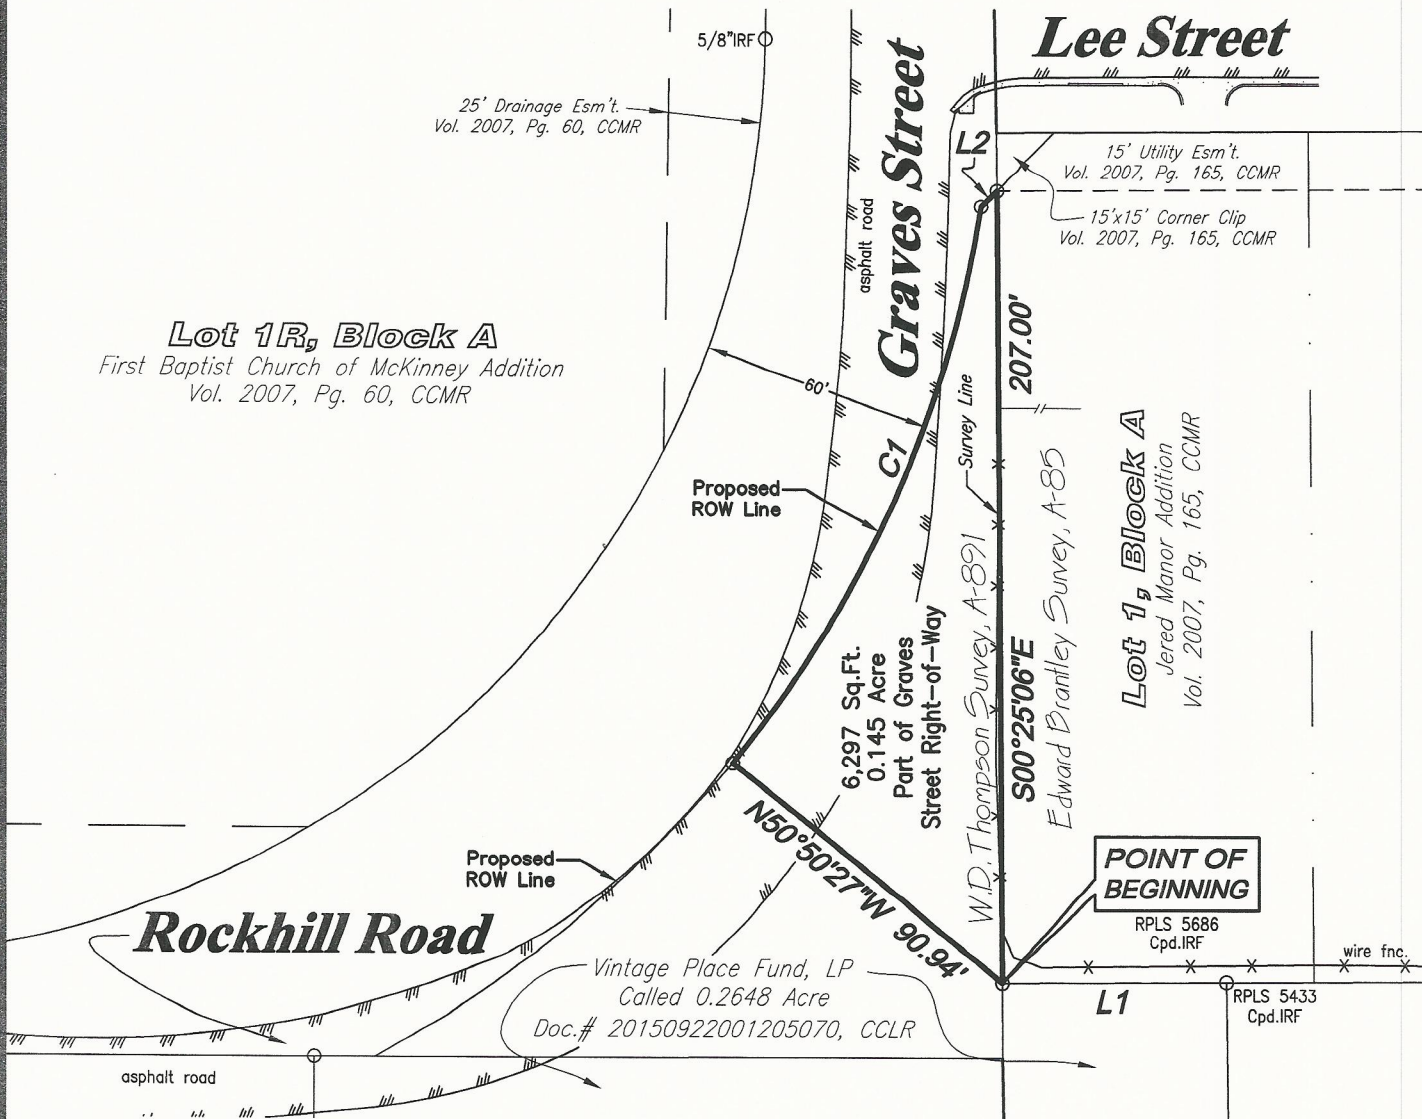 Lee Street
5/8"IRF
25' Drainage Esm't.
Vol. 2007, Pg. 60, CCMR
Graves Street
asphalt road
L2
15' Utility Esm't.
Vol. 2007, Pg. 165, CCMR
15'x15' Corner Clip
Vol. 2007, Pg. 165, CCMR
Lot 1R, Block A
First Baptist Church of McKinney Addition
Vol. 2007, Pg. 60, CCMR
60'
C1
Proposed
ROW Line
Survey Line
207.00'
S00°25'06"E
W.D. Thompson Survey, A-891
Edward Brantley Survey, A-85
Lot 1, Block A
Jered Manor Addition
Vol. 2007, Pg. 165, CCMR
6,297 Sq.Ft.
0.145 Acre
Part of Graves
Street Right-of-Way
N50°50'27"W 90.94'
POINT OF
BEGINNING
RPLS 5686
Cpd.IRF
wire fnc.
L1
RPLS 5433
Cpd.IRF
Proposed
ROW Line
Rockhill Road
Vintage Place Fund, LP
Called 0.2648 Acre
Doc.# 20150922001205070, CCLR
asphalt road